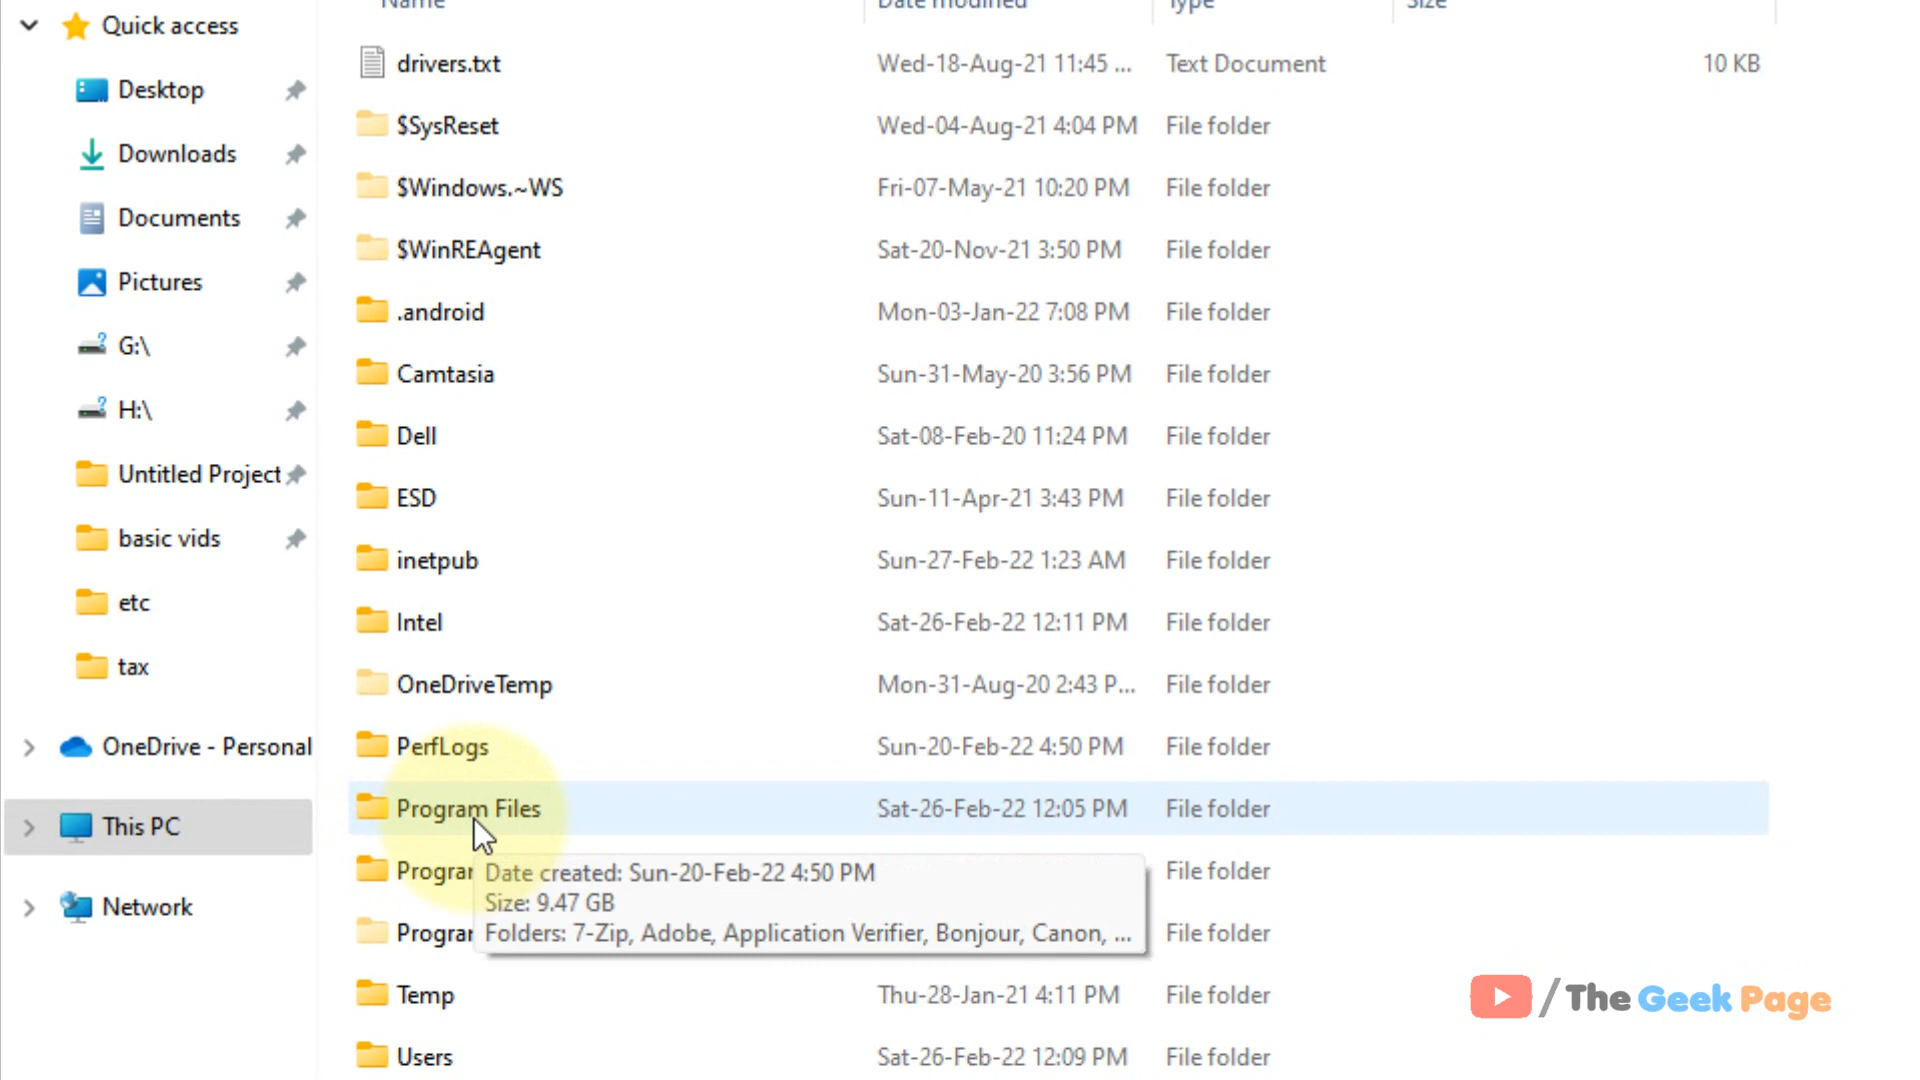 Name Date modified Type Size
Quick access
Desktop
Downloads
Documents
Pictures
G:\
H:\
Untitled Project
basic vids
etc
tax
OneDrive - Personal
This PC
Network
drivers.txt Wed-18-Aug-21 11:45 ... Text Document 10 KB
$SysReset Wed-04-Aug-21 4:04 PM File folder
$Windows.~WS Fri-07-May-21 10:20 PM File folder
$WinREAgent Sat-20-Nov-21 3:50 PM File folder
.android Mon-03-Jan-22 7:08 PM File folder
Camtasia Sun-31-May-20 3:56 PM File folder
Dell Sat-08-Feb-20 11:24 PM File folder
ESD Sun-11-Apr-21 3:43 PM File folder
inetpub Sun-27-Feb-22 1:23 AM File folder
Intel Sat-26-Feb-22 12:11 PM File folder
OneDriveTemp Mon-31-Aug-20 2:43 P... File folder
PerfLogs Sun-20-Feb-22 4:50 PM File folder
Program Files Sat-26-Feb-22 12:05 PM File folder
Progra File folder
Date created: Sun-20-Feb-22 4:50 PM
Size: 9.47 GB
Folders: 7-Zip, Adobe, Application Verifier, Bonjour, Canon, ...
Progra File folder
Temp Thu-28-Jan-21 4:11 PM File folder
Users Sat-26-Feb-22 12:09 PM File folder
/The Geek Page